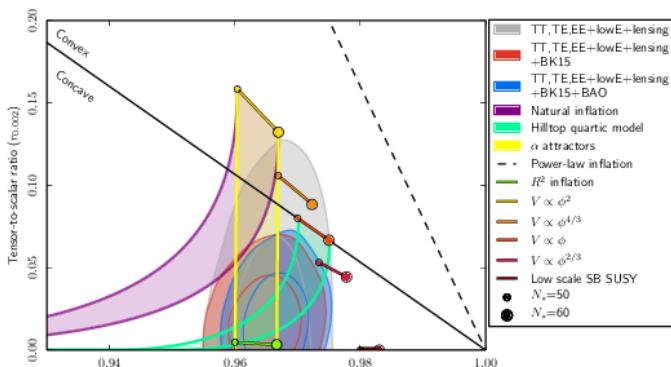 0.20
0.15
0.10
0.05
0.00
Tensor-to-scalar ratio (r0.002)
Convex
Concave
0.94
0.96
0.98
1.00
TT,TE,EE+lowE+lensing
TT,TE,EE+lowE+lensing
+BK15
TT,TE,EE+lowE+lensing
+BK15+BAO
Natural inflation
Hilltop quartic model
α attractors
Power-law inflation
R² inflation
V ∝ ϕ²
V ∝ ϕ^{4/3}
V ∝ ϕ
V ∝ ϕ^{2/3}
Low scale SB SUSY
N*=50
N*=60